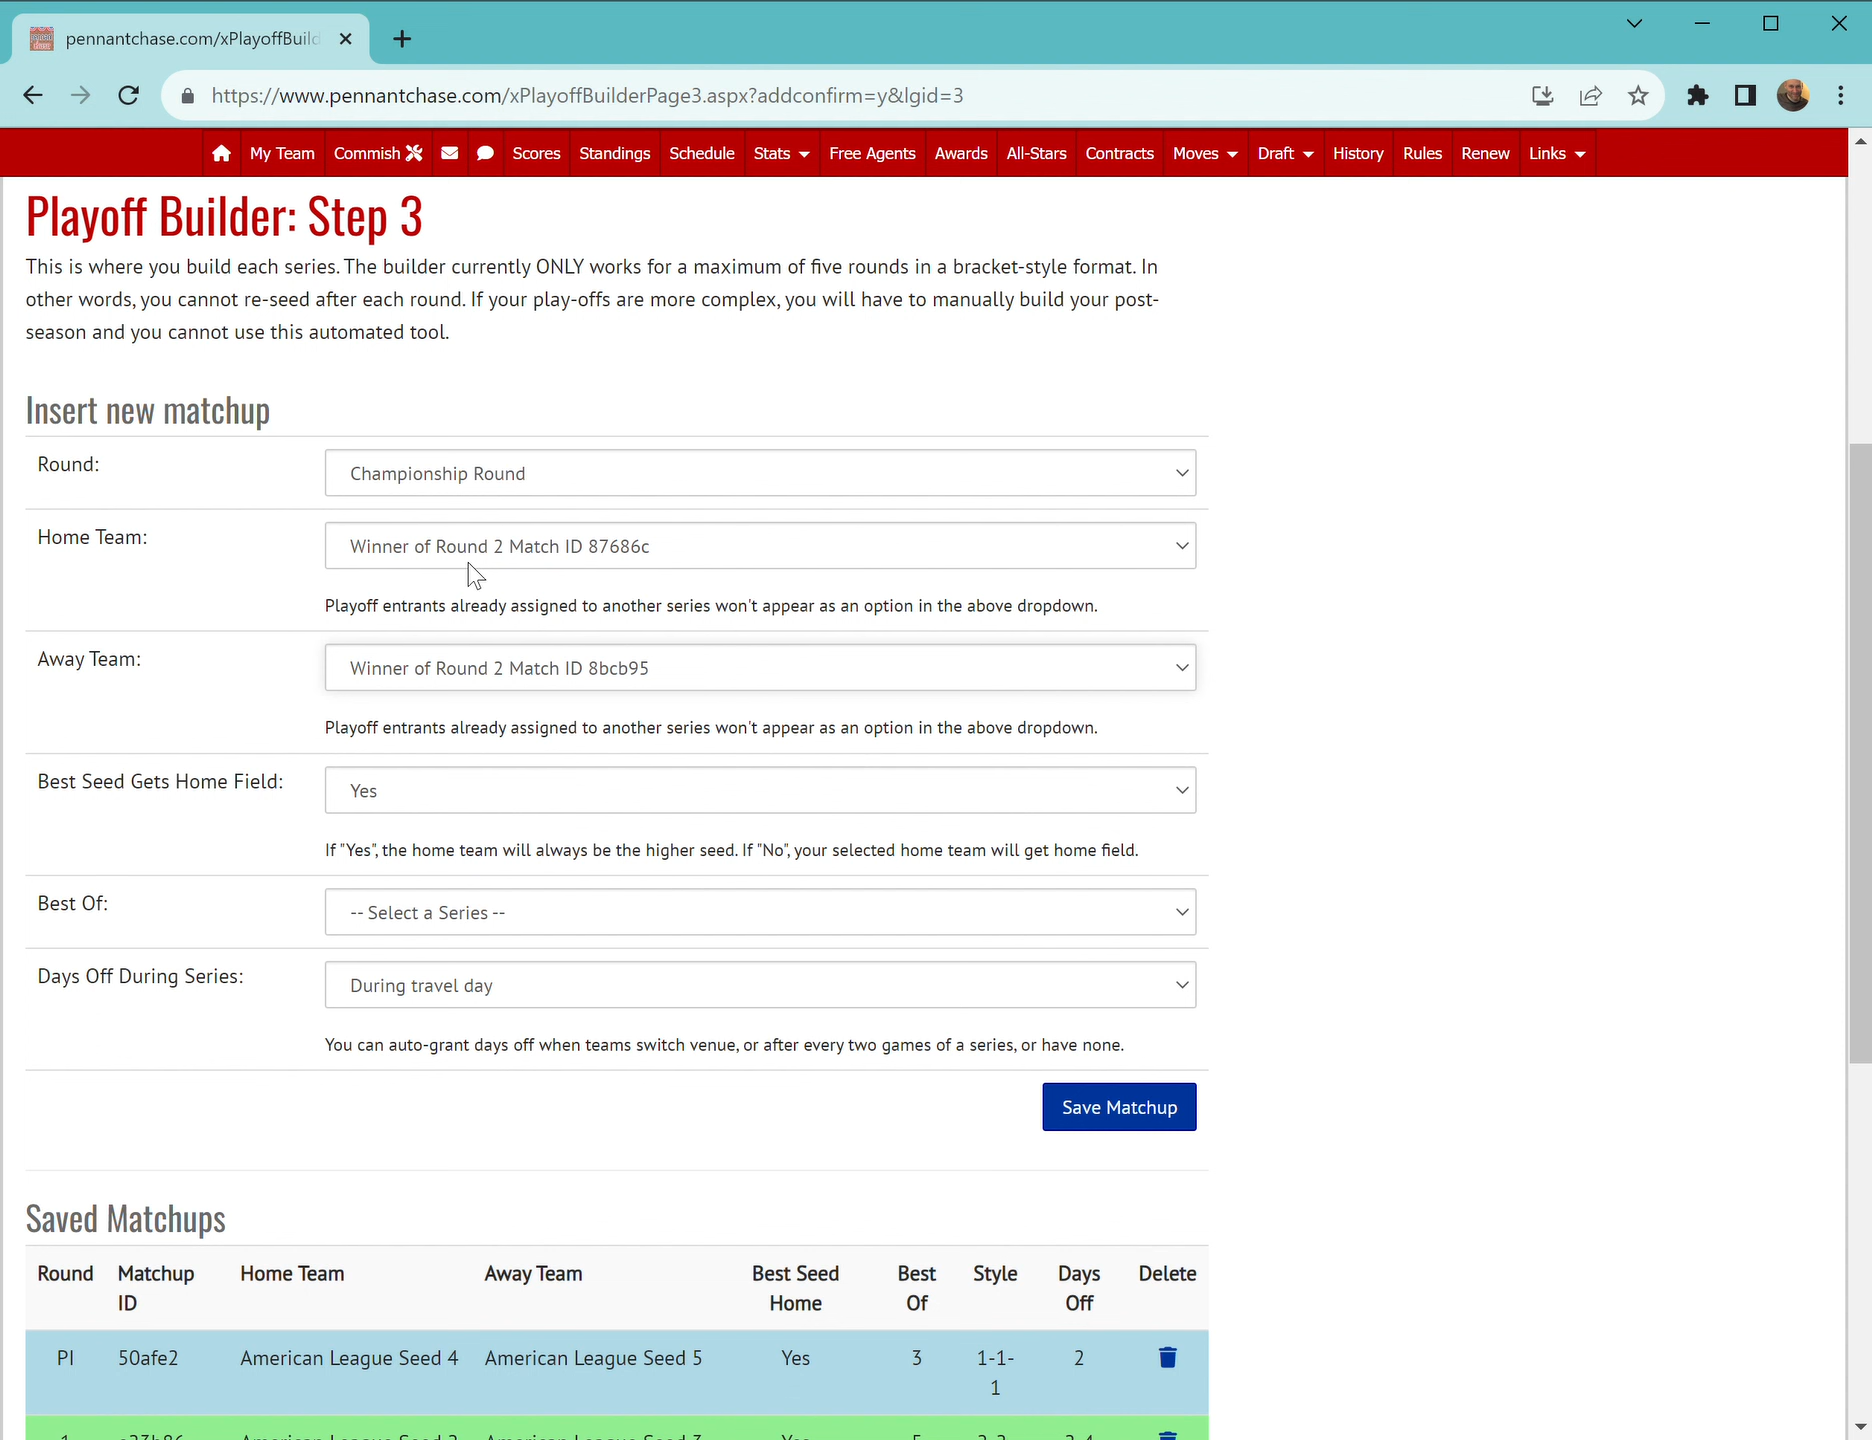 pennantchase.com/xPlayoffBuild
https://www.pennantchase.com/xPlayoffBuilderPage3.aspx?addconfirm=y&lgid=3
My Team Commish Scores Standings Schedule Stats Free Agents Awards All-Stars Contracts Moves Draft History Rules Renew Links
Playoff Builder: Step 3
This is where you build each series. The builder currently ONLY works for a maximum of five rounds in a bracket-style format. In
other words, you cannot re-seed after each round. If your play-offs are more complex, you will have to manually build your post-
season and you cannot use this automated tool.
Insert new matchup
Round: Championship Round
Home Team: Winner of Round 2 Match ID 87686c
Playoff entrants already assigned to another series won't appear as an option in the above dropdown.
Away Team: Winner of Round 2 Match ID 8bcb95
Playoff entrants already assigned to another series won't appear as an option in the above dropdown.
Best Seed Gets Home Field: Yes
If "Yes", the home team will always be the higher seed. If "No", your selected home team will get home field.
Best Of: -- Select a Series --
Days Off During Series: During travel day
You can auto-grant days off when teams switch venue, or after every two games of a series, or have none.
Save Matchup
Saved Matchups
Round Matchup Home Team Away Team Best Seed Best Style Days Delete
ID Home Of Off
PI 50afe2 American League Seed 4 American League Seed 5 Yes 3 1-1- 2
1